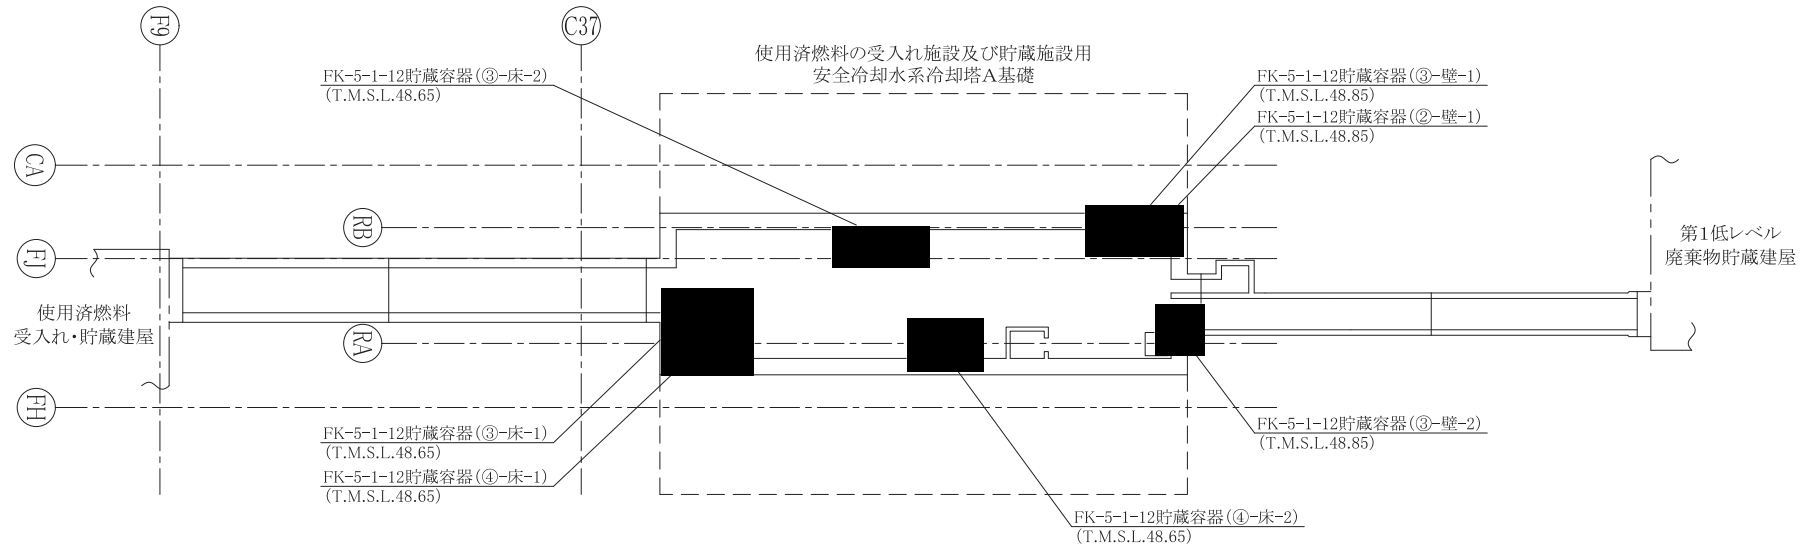 F9
C37
使用済燃料の受入れ施設及び貯蔵施設用
安全冷却水系冷却塔A基礎
FK-5-1-12貯蔵容器(③-床-2)
(T.M.S.L.48.65)
FK-5-1-12貯蔵容器(③-壁-1)
(T.M.S.L.48.85)
FK-5-1-12貯蔵容器(②-壁-1)
(T.M.S.L.48.85)
CA
RB
FJ
第1低レベル
廃棄物貯蔵建屋
使用済燃料
受入れ・貯蔵建屋
RA
FH
FK-5-1-12貯蔵容器(③-床-1)
(T.M.S.L.48.65)
FK-5-1-12貯蔵容器(④-床-1)
(T.M.S.L.48.65)
FK-5-1-12貯蔵容器(③-壁-2)
(T.M.S.L.48.85)
FK-5-1-12貯蔵容器(④-床-2)
(T.M.S.L.48.65)